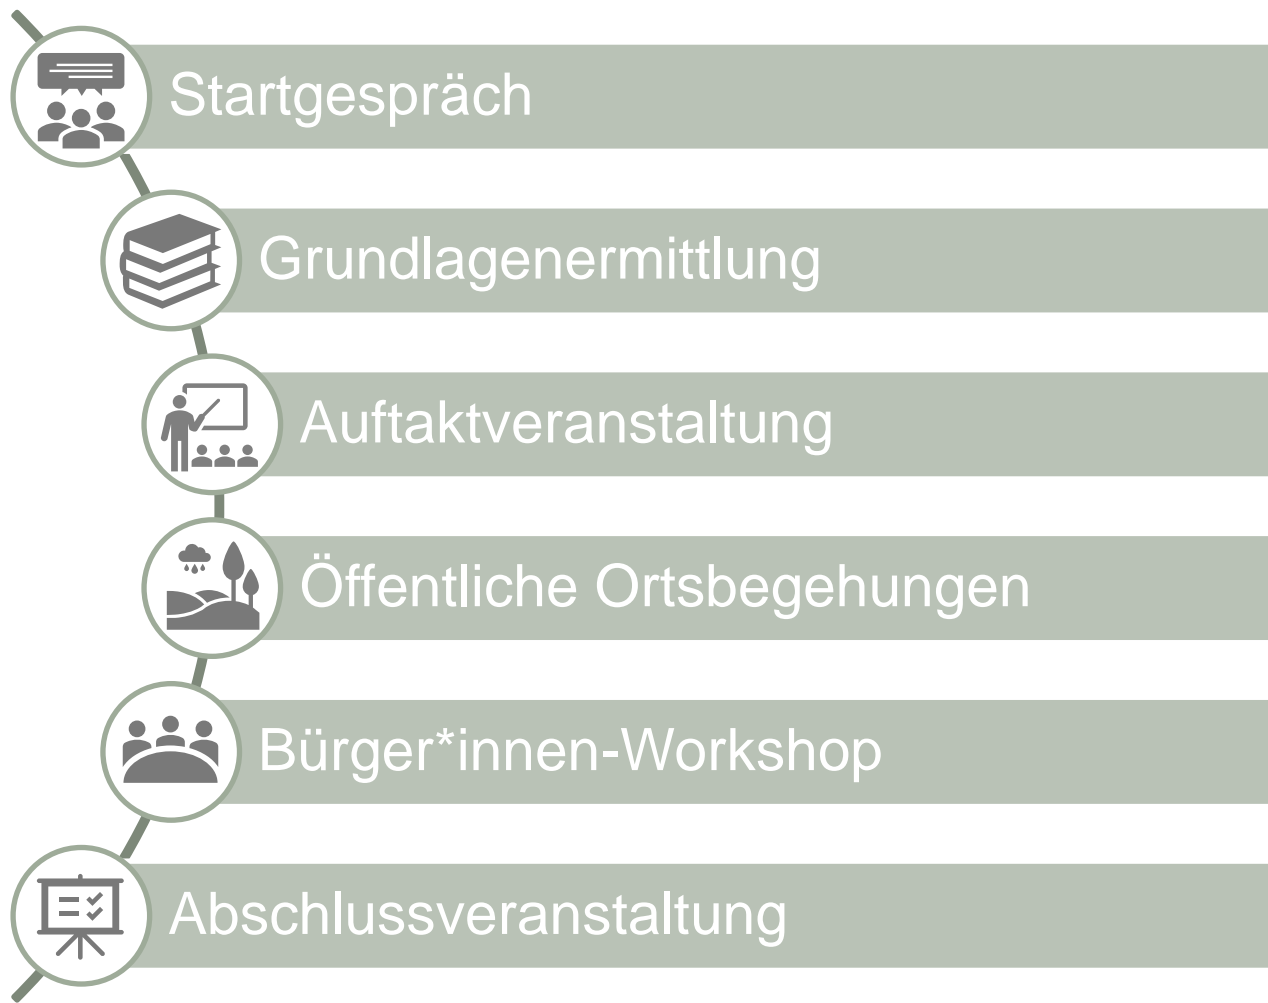 Startgespräch
Grundlagenermittlung
Auftaktveranstaltung
Öffentliche Ortsbegehungen
Bürger*innen-Workshop
Abschlussveranstaltung